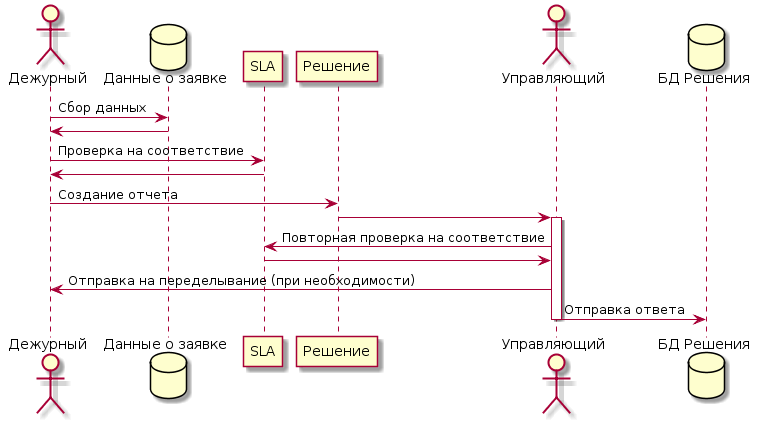 Дежурный
Данные о заявке
SLA
Решение
Управляющий
БД Решения
Сбор данных
Проверка на соответствие
Создание отчета
Повторная проверка на соответствие
Отправка на переделывание (при необходимости)
Отправка ответа
Дежурный
Данные о заявке
SLA
Решение
Управляющий
БД Решения